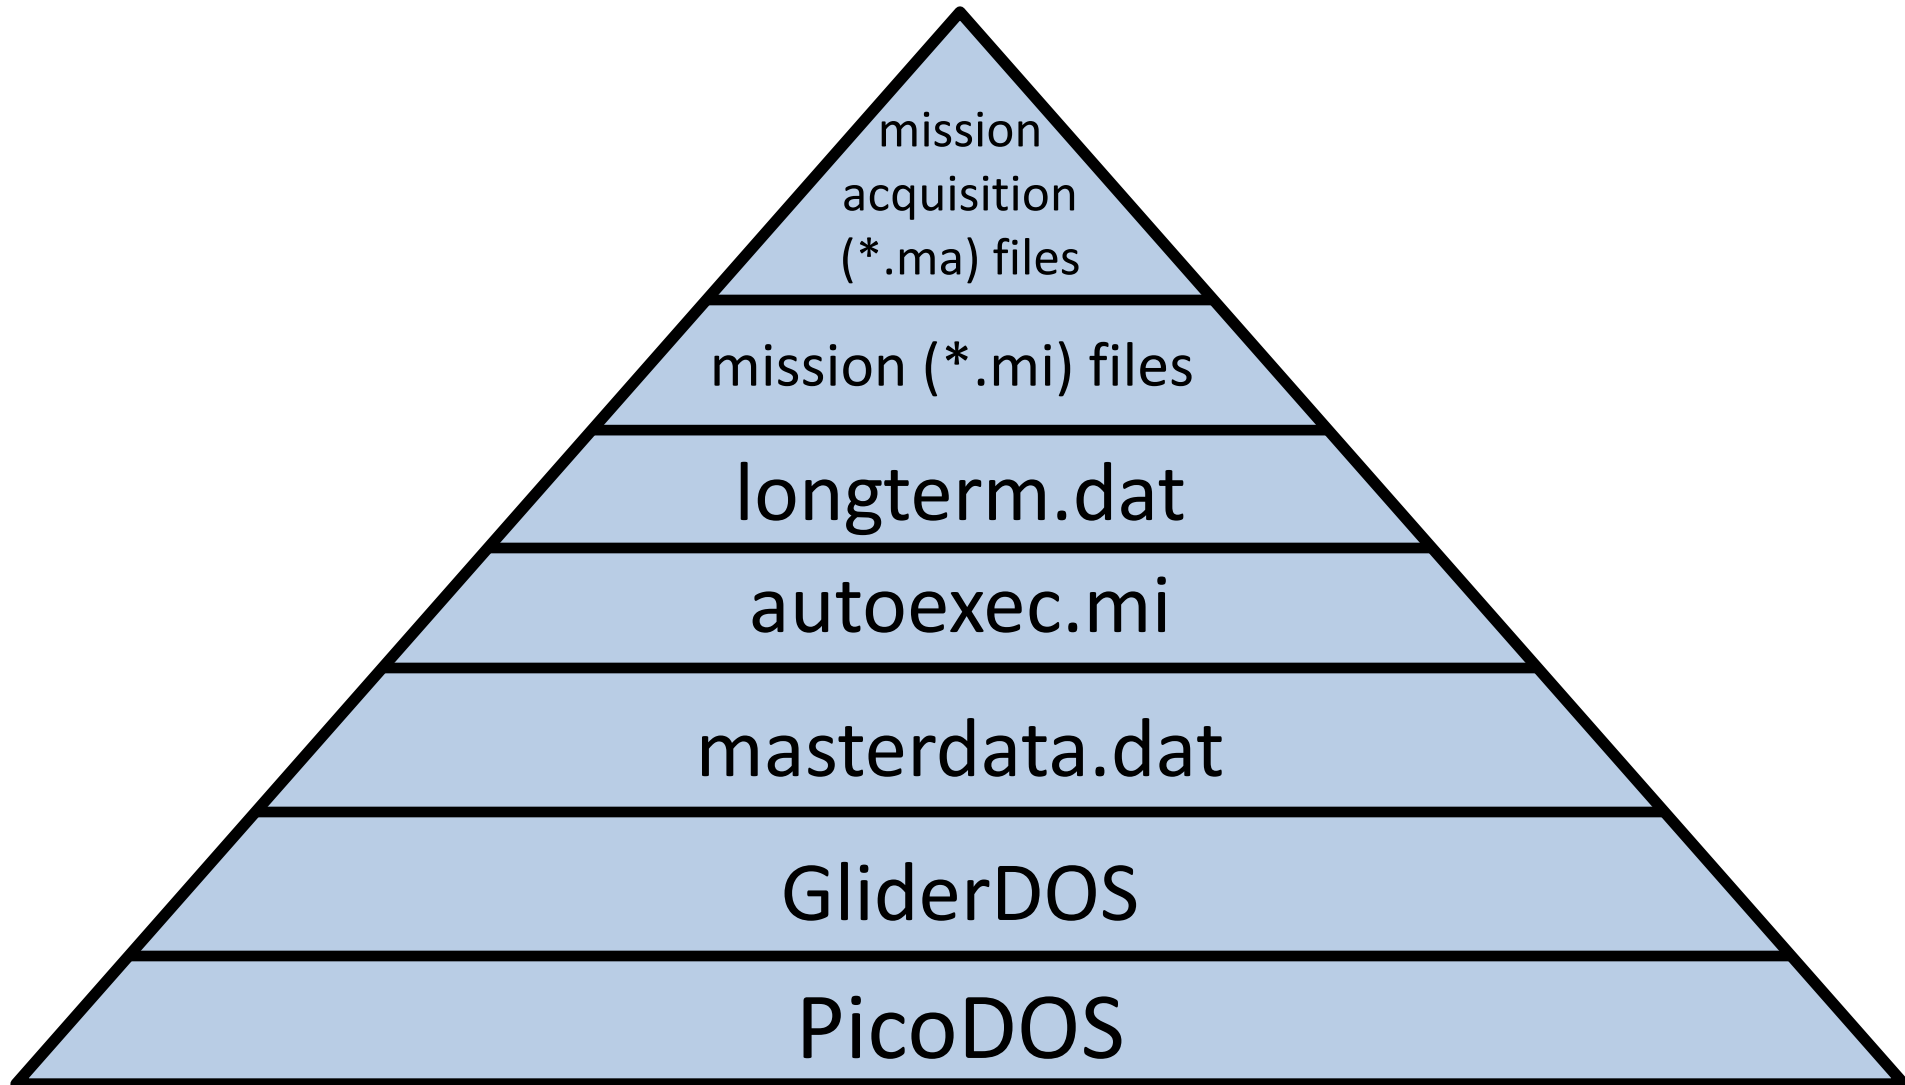 mission
acquisition
(*.ma) files
mission (*.mi) files
longterm.dat
autoexec.mi
masterdata.dat
GliderDOS
PicoDOS